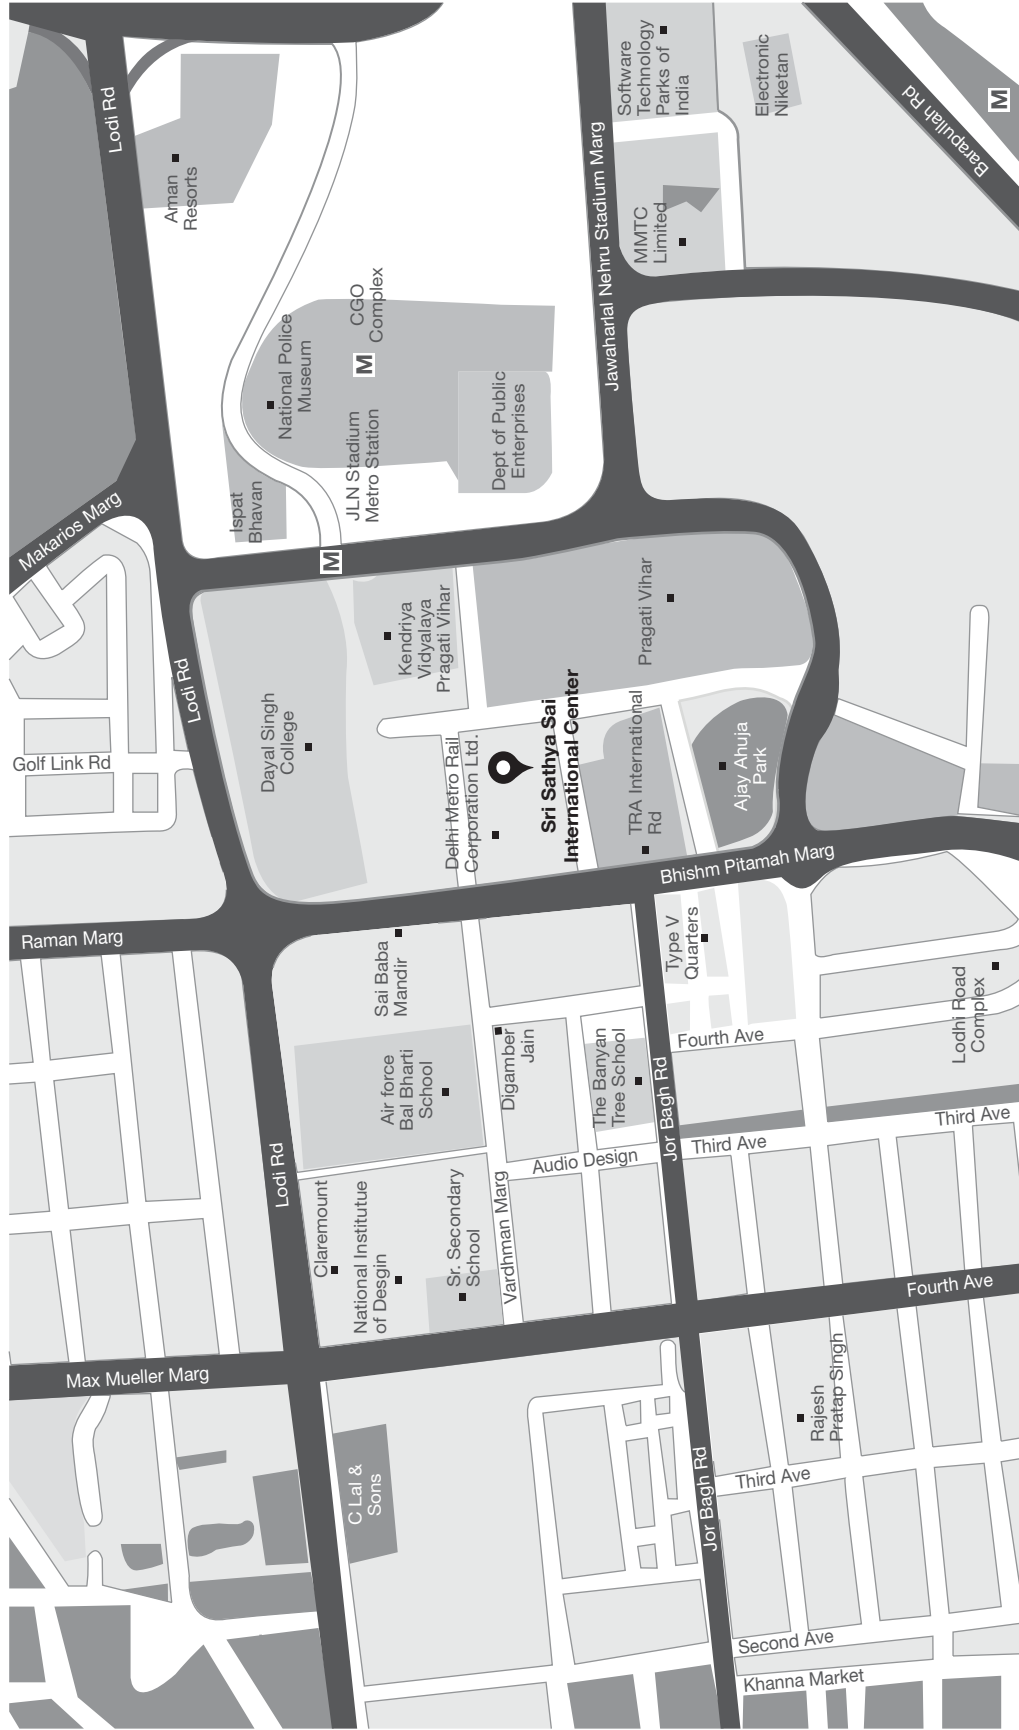 Lodi Rd
Aman
Resorts
Software
Technology
Parks of
India
Electronic
Niketan
Barapullah Rd
M
Jawaharlal Nehru Stadium Marg
MMTC
Limited
National Police
Museum
CGO
Complex
M
JLN Stadium
Metro Station
Dept of Public
Enterprises
Ispat
Bhavan
Makarios Marg
M
Lodi Rd
Golf Link Rd
Dayal Singh
College
Kendriya
Vidyalaya
Pragati Vihar
Pragati Vihar
Delhi Metro Rail
Corporation Ltd.
Sri Sathya Sai
International Center
TRA International
Rd
Ajay Ahuja
Park
Bhishm Pitamah Marg
Raman Marg
Sai Baba
Mandir
Type V
Quarters
Lodhi Road
Complex
Air force
Bal Bharti
School
Digamber
Jain
The Banyan
Tree School
Fourth Ave
Jor Bagh Rd
Third Ave
Third Ave
Lodi Rd
Audio Design
Claremount
National Institutue
of Desgin
Sr. Secondary
School
Vardhman Marg
Fourth Ave
Max Mueller Marg
Rajesh
Pratap Singh
C Lal &
Sons
Jor Bagh Rd
Third Ave
Second Ave
Khanna Market